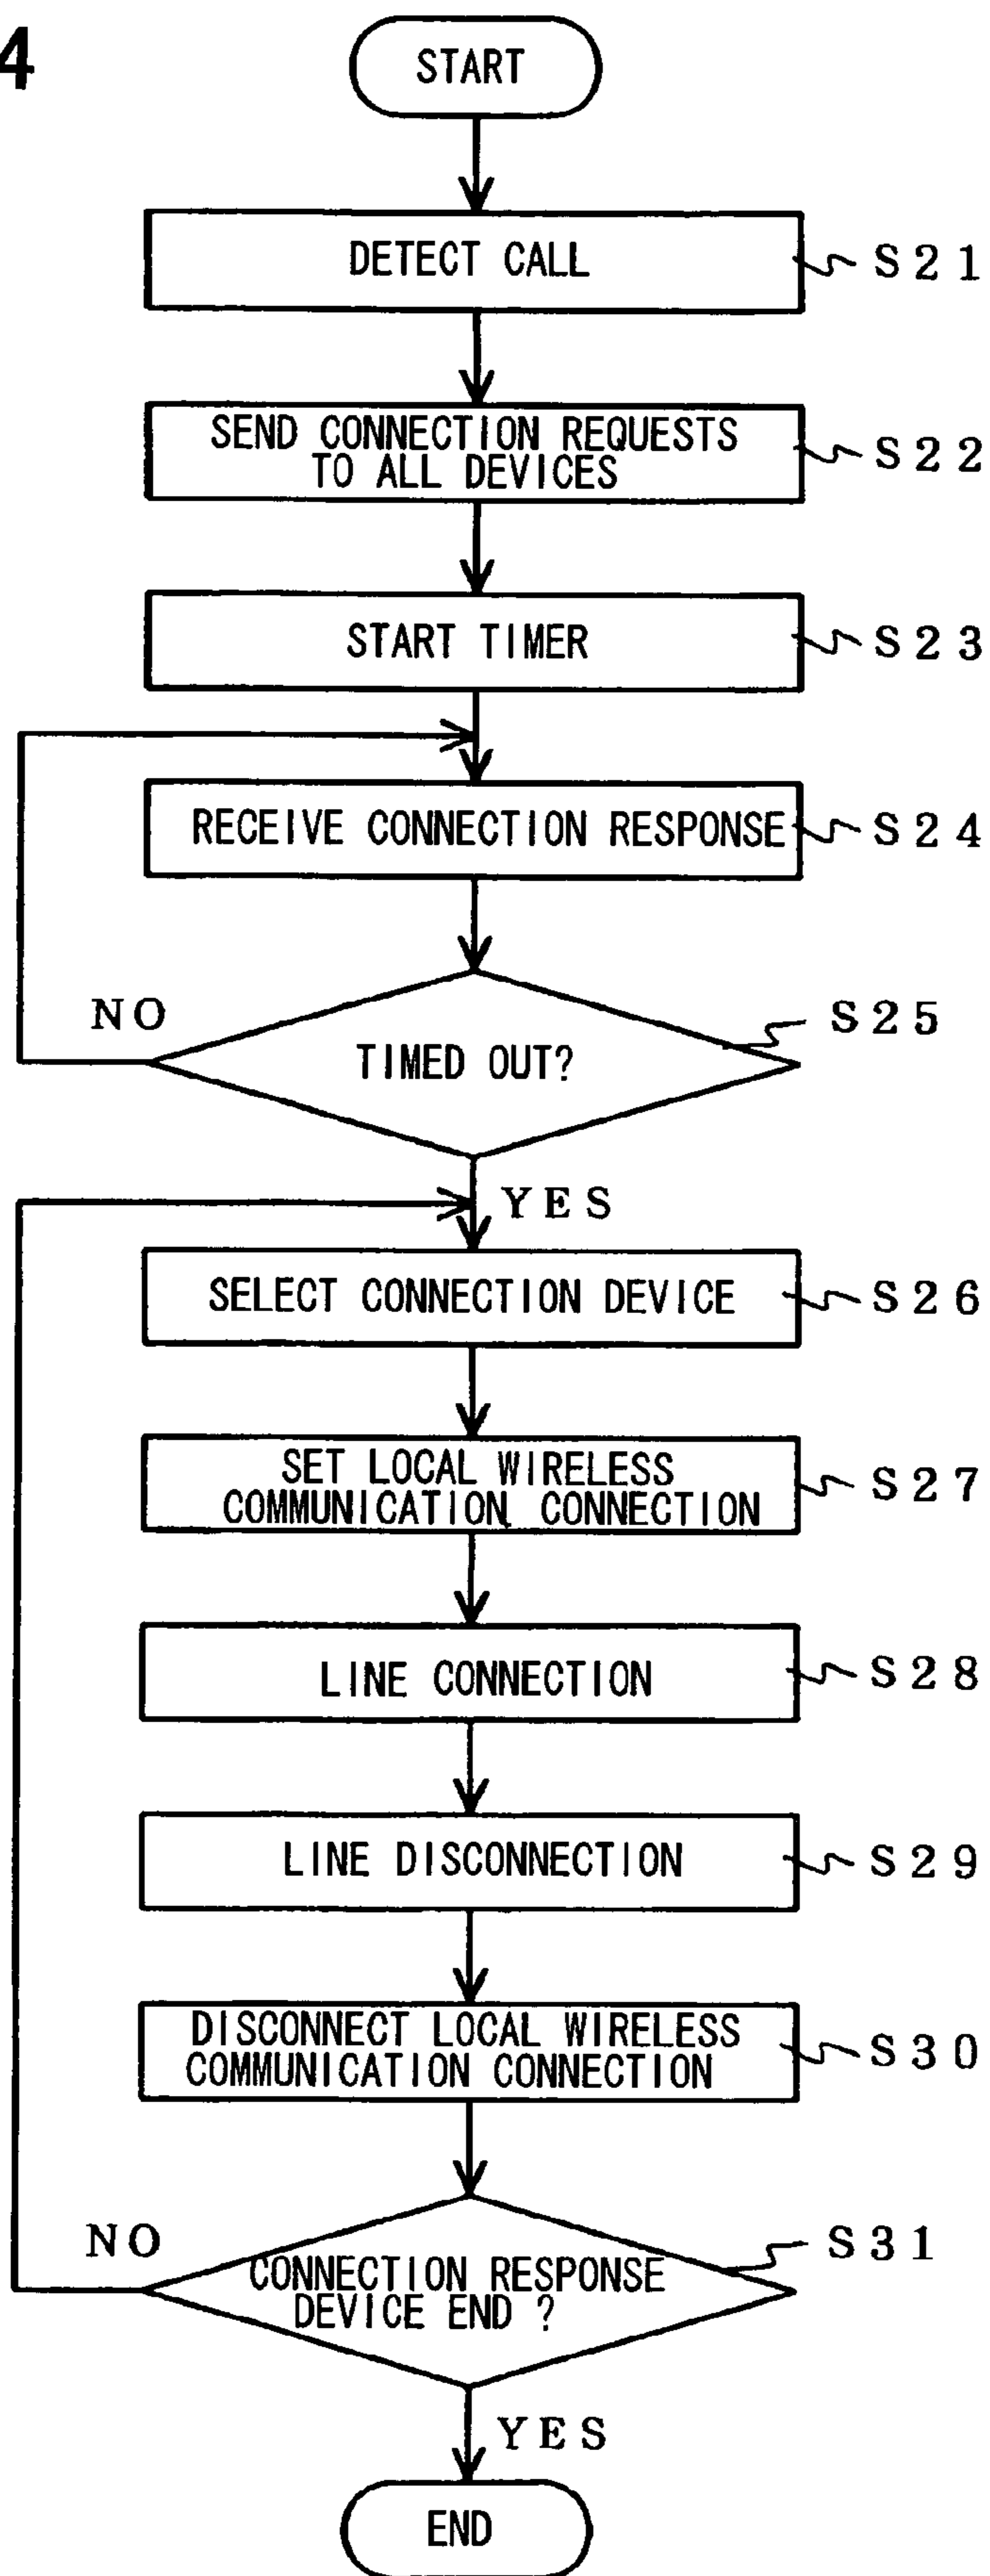 4
START
DETECT CALL
S21
SEND CONNECTION REQUESTS
TO ALL DEVICES
S22
START TIMER
S23
RECEIVE CONNECTION RESPONSE
S24
NO
TIMED OUT?
S25
YES
SELECT CONNECTION DEVICE
S26
SET LOCAL WIRELESS
COMMUNICATION CONNECTION
S27
LINE CONNECTION
S28
LINE DISCONNECTION
S29
DISCONNECT LOCAL WIRELESS
COMMUNICATION CONNECTION
S30
NO
CONNECTION RESPONSE
DEVICE END ?
S31
YES
END